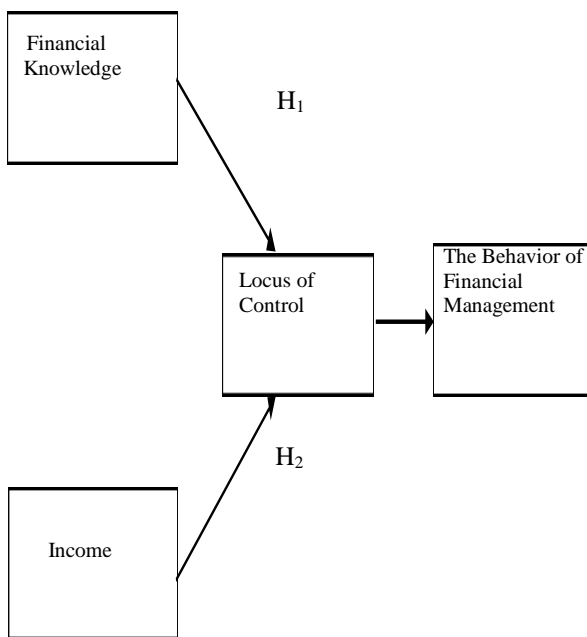 Financial
Knowledge
H₁
Locus of
Control
The Behavior of
Financial
Management
H₂
Income